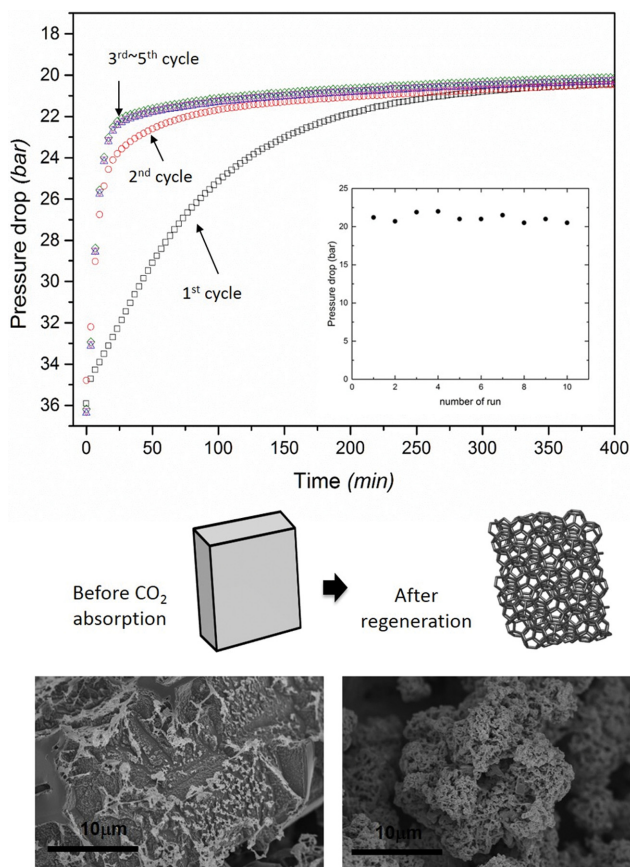 17
18
20
22
24
26
28
30
32
34
36
Pressure drop (bar)
3rd~5th cycle
2nd cycle
1st cycle
25
20
15
10
5
0
Pressure drop (bar)
0 2 4 6 8 10
number of run
0 50 100 150 200 250 300 350 400
Time (min)
Before CO2
absorption
After
regeneration
10μm
10μm